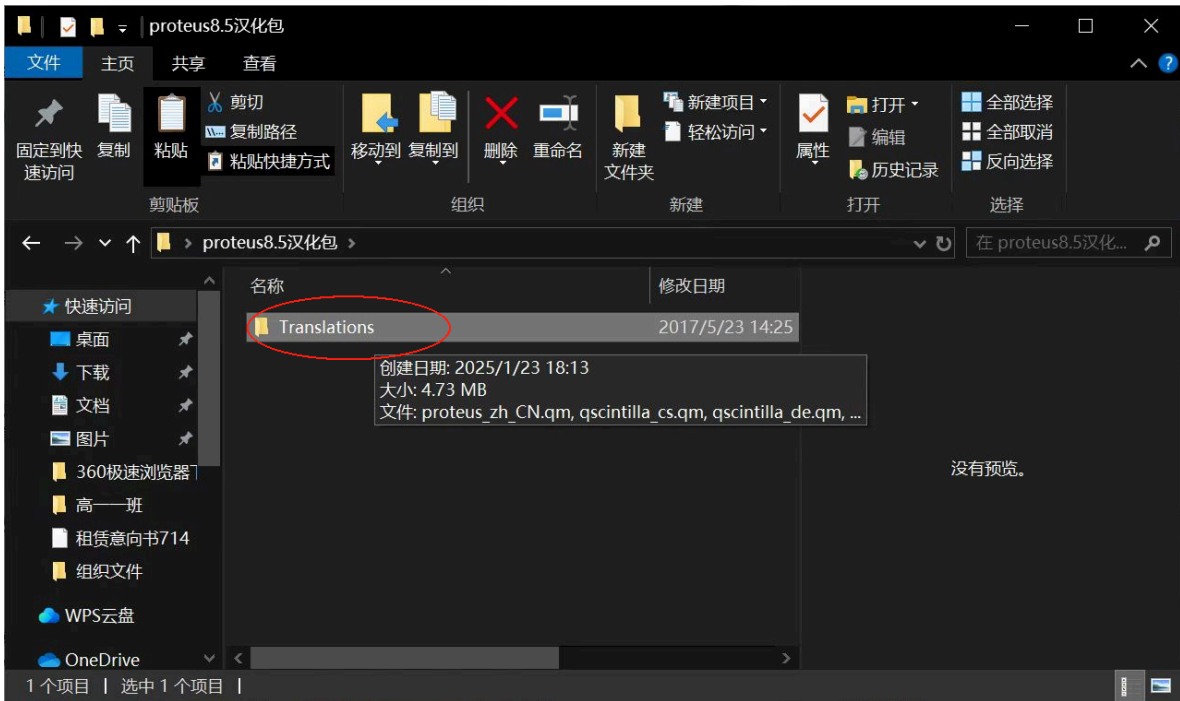 proteus8.5汉化包
文件 主页 共享 查看
固定到快速访问
复制
粘贴
剪切
复制路径
粘贴快捷方式
剪贴板
移动到
复制到
删除
重命名
组织
新建
文件夹
新建项目
轻松访问
新建
属性
打开
编辑
历史记录
打开
全部选择
全部取消
反向选择
选择
proteus8.5汉化包
在 proteus8.5汉化...
名称 修改日期
快速访问
桌面
下载
文档
图片
360极速浏览器
高一一班
租赁意向书714
组织文件
WPS云盘
OneDrive
Translations 2017/5/23 14:25
创建日期: 2025/1/23 18:13
大小: 4.73 MB
文件: proteus_zh_CN.qm, qscintilla_cs.qm, qscintilla_de.qm, ...
没有预览。
1 个项目 选中 1 个项目